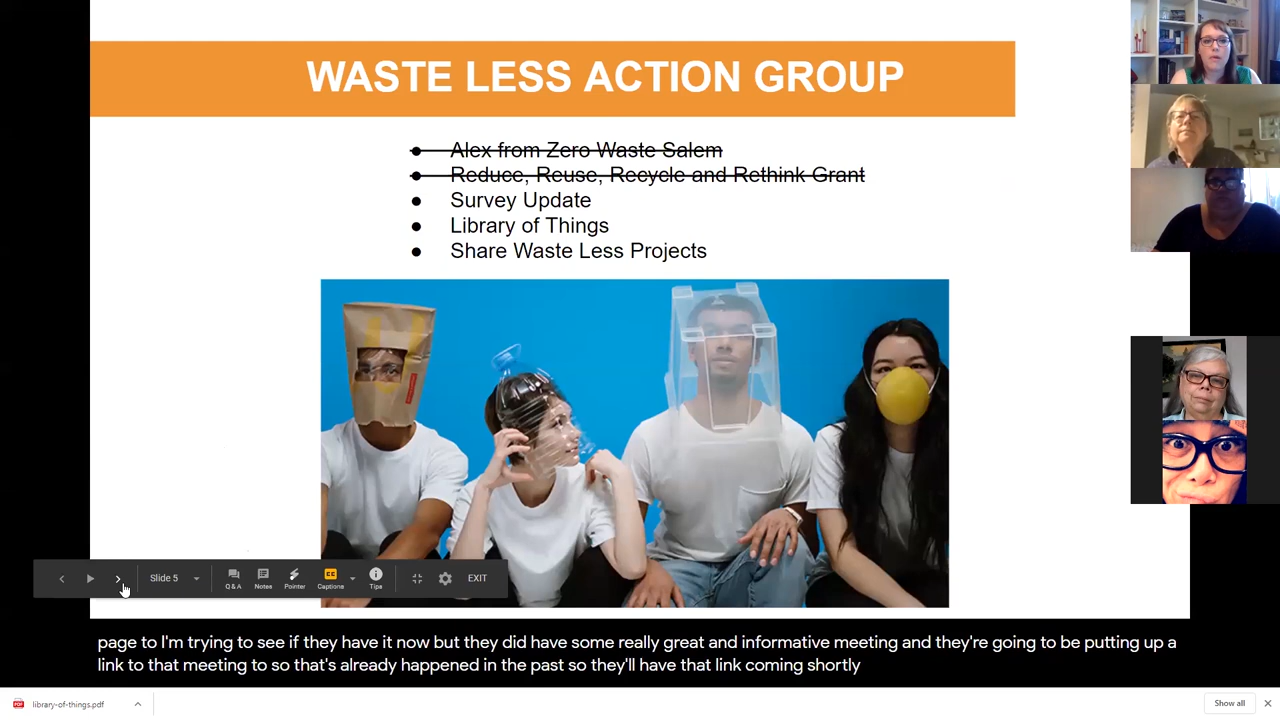 WASTE LESS ACTION GROUP
● Alex from Zero Waste Salem
● Reduce, Reuse, Recycle and Rethink Grant
● Survey Update
● Library of Things
● Share Waste Less Projects
Slide 5
Q & A
Notes
Pointer
CC
Captions
Tips
EXIT
page to I'm trying to see if they have it now but they did have some really great and informative meeting and they're going to be putting up a
link to that meeting to so that's already happened in the past so they'll have that link coming shortly
library-of-things.pdf
Show all